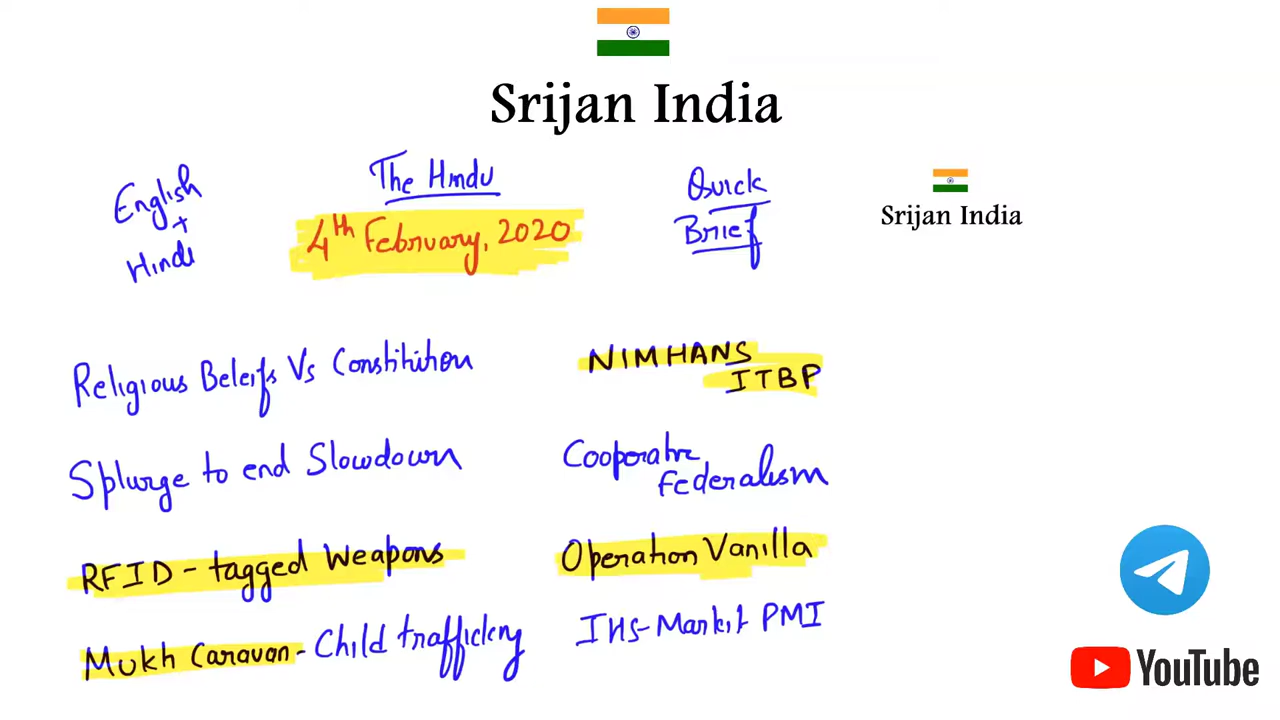 Srijan India
English
+
Hindi
The Hindu
4th February, 2020
Quick
Brief
Srijan India
Religious Beleifs Vs Constitution
NIMHANS
ITBP
Splurge to end Slowdown
Cooperative
Federalism
RFID - tagged Weapons
Operation Vanilla
Mukh Caravan - Child trafficking
IHS-Markit PMI
YouTube